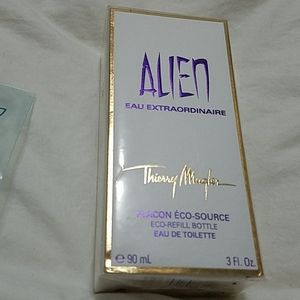 ALIEN
EAU EXTRAORDINAIRE
Thierry Mugler
FLACON ÉCO-SOURCE
ECO-REFILL BOTTLE
EAU DE TOILETTE
℮ 90 mL 3 Fl. Oz.